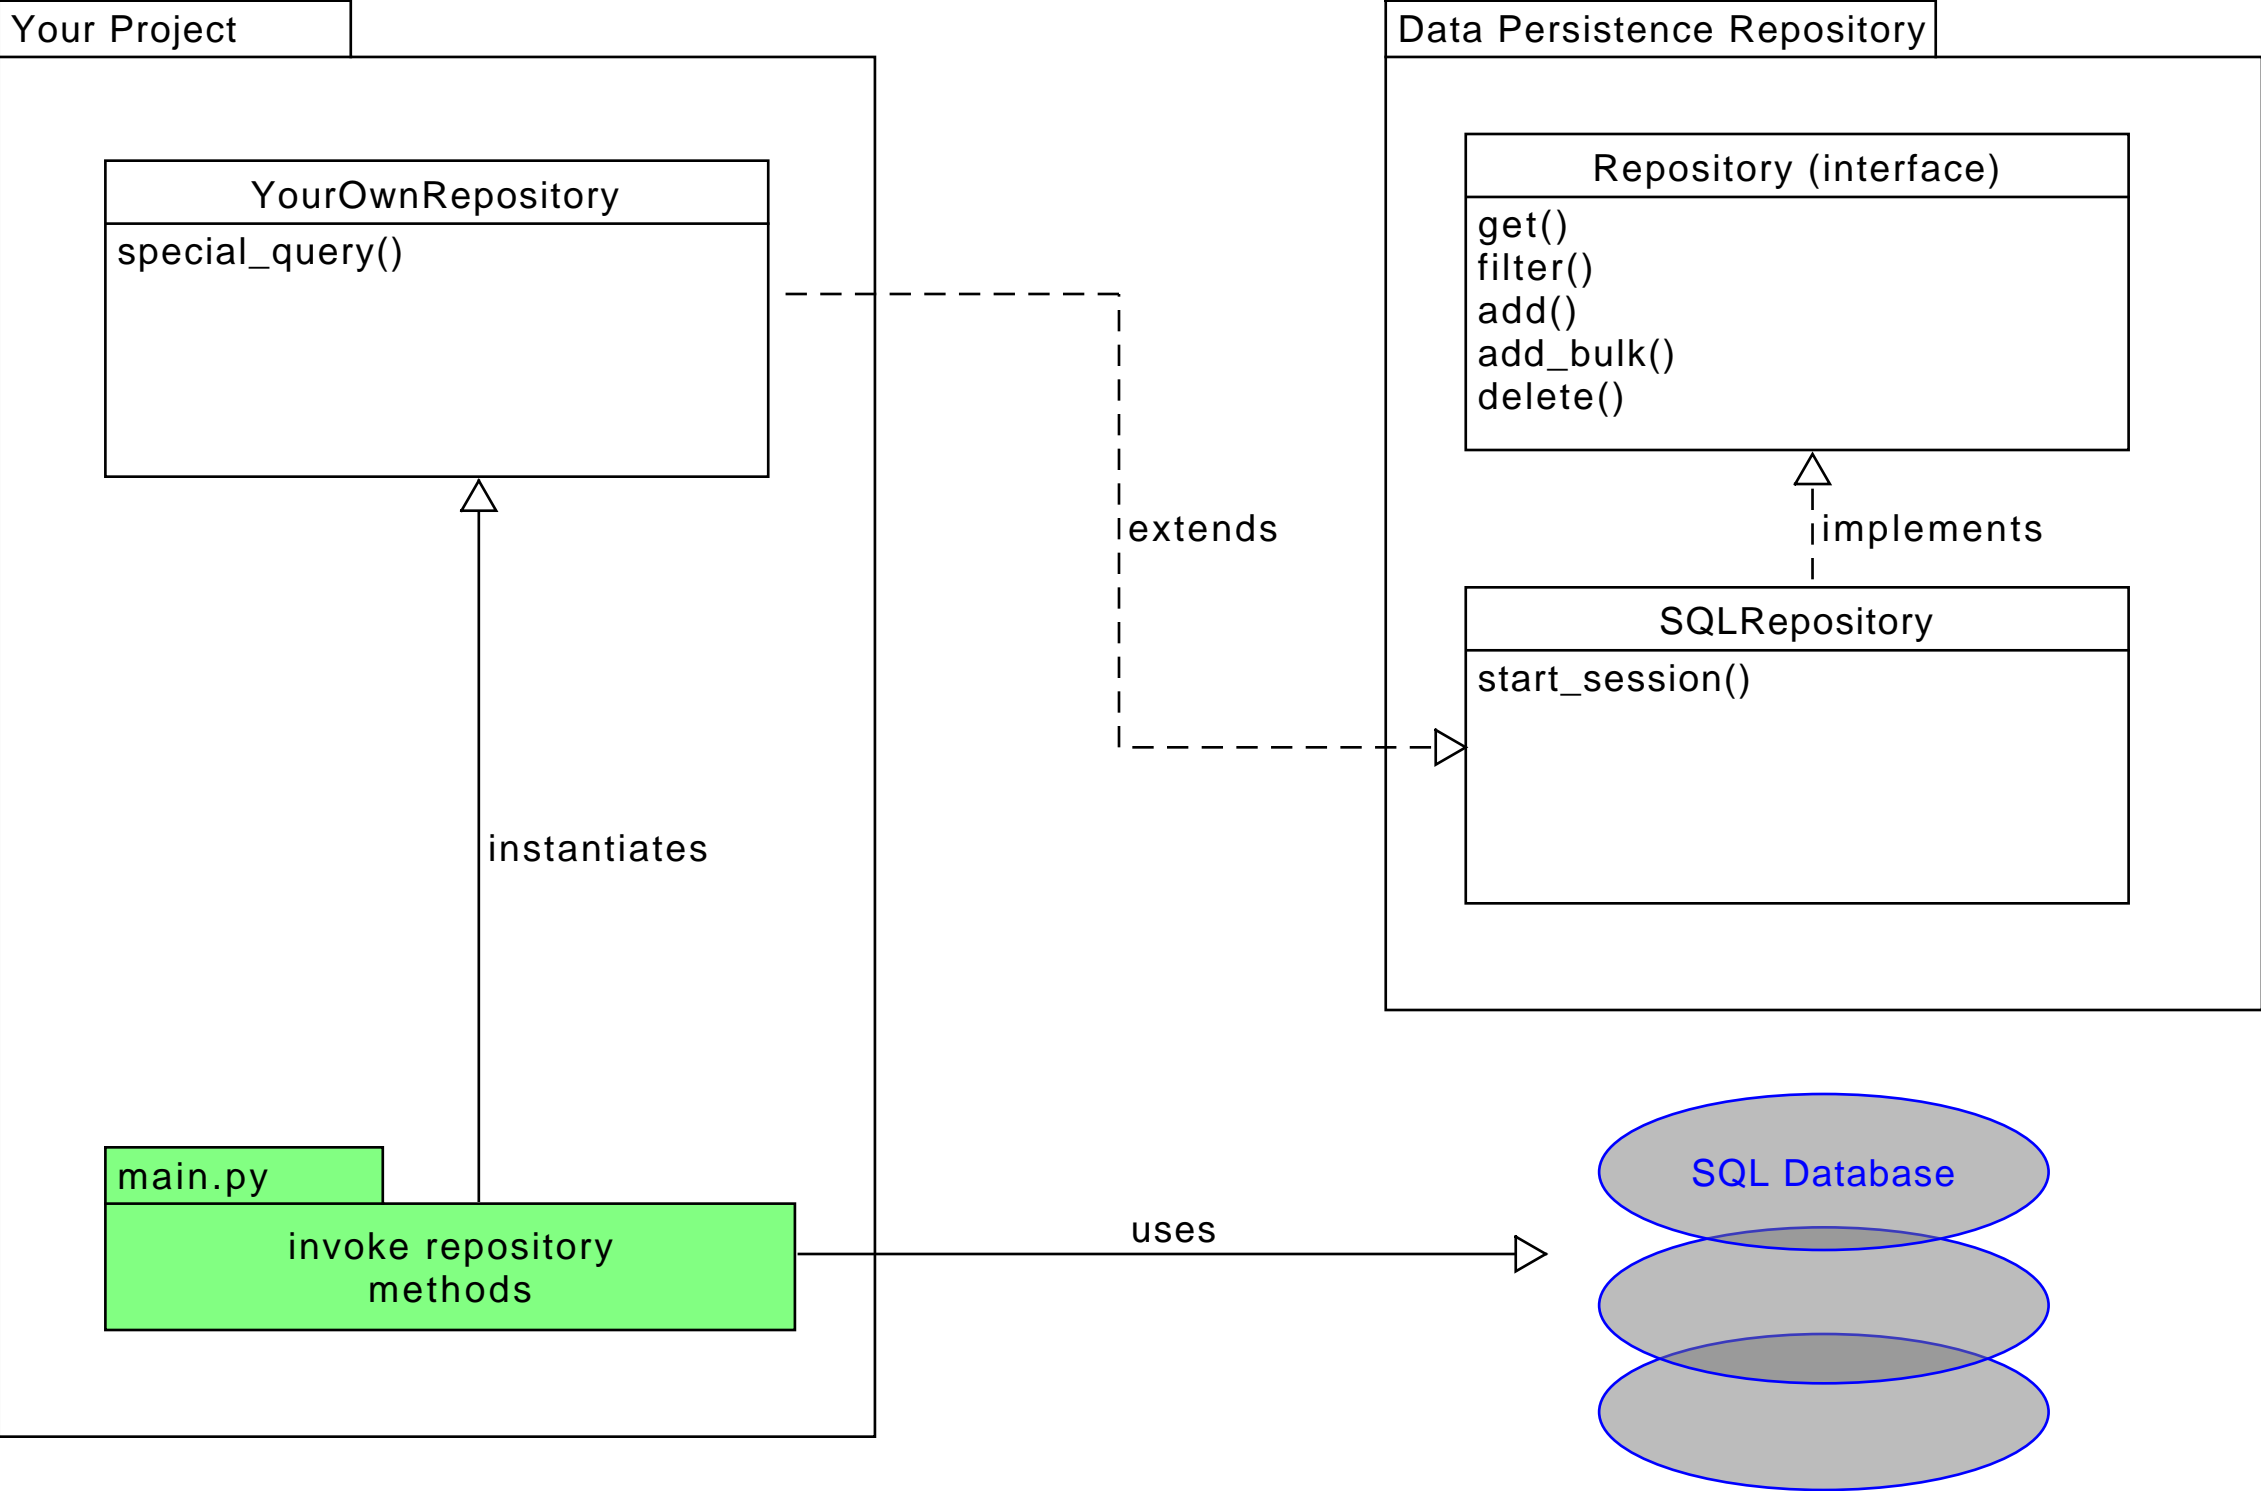 Your Project
YourOwnRepository
special_query()
instantiates
main.py
invoke repository
methods
extends
uses
Data Persistence Repository
Repository (interface)
get()
filter()
add()
add_bulk()
delete()
implements
SQLRepository
start_session()
SQL Database